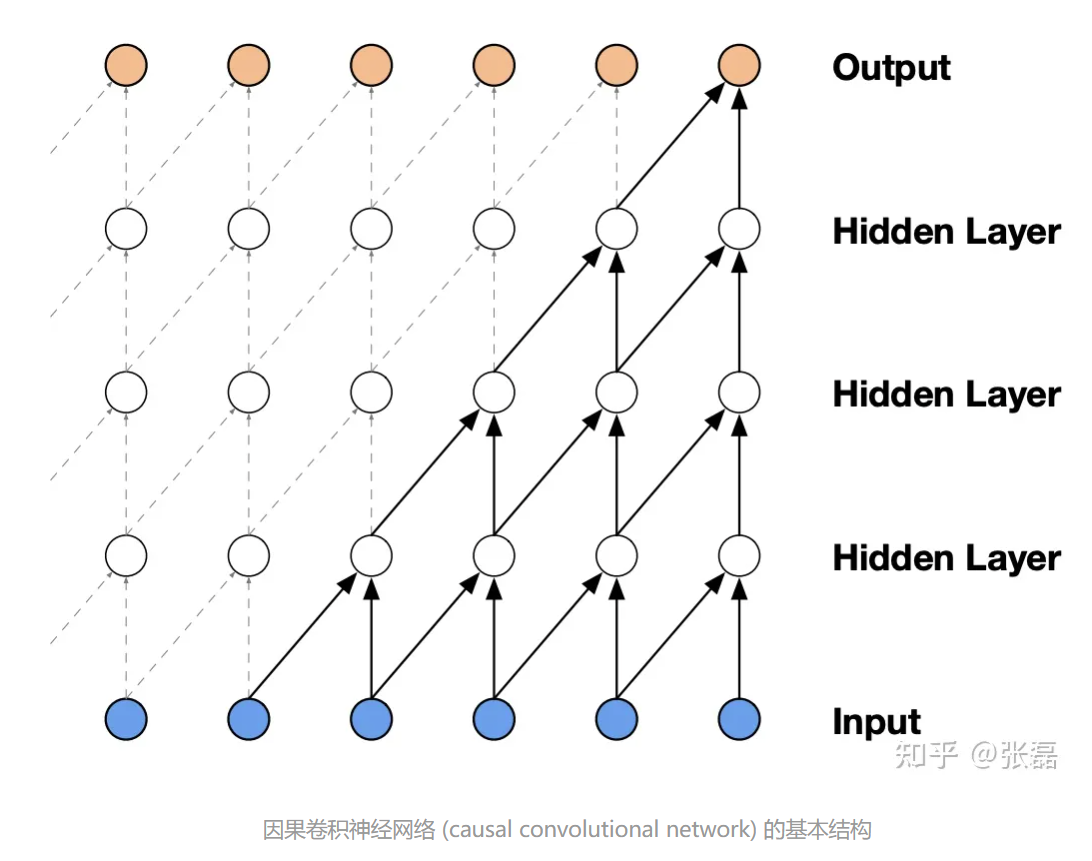 Output
Hidden Layer
Hidden Layer
Hidden Layer
Input
知乎 @张磊
因果卷积神经网络 (causal convolutional network) 的基本结构